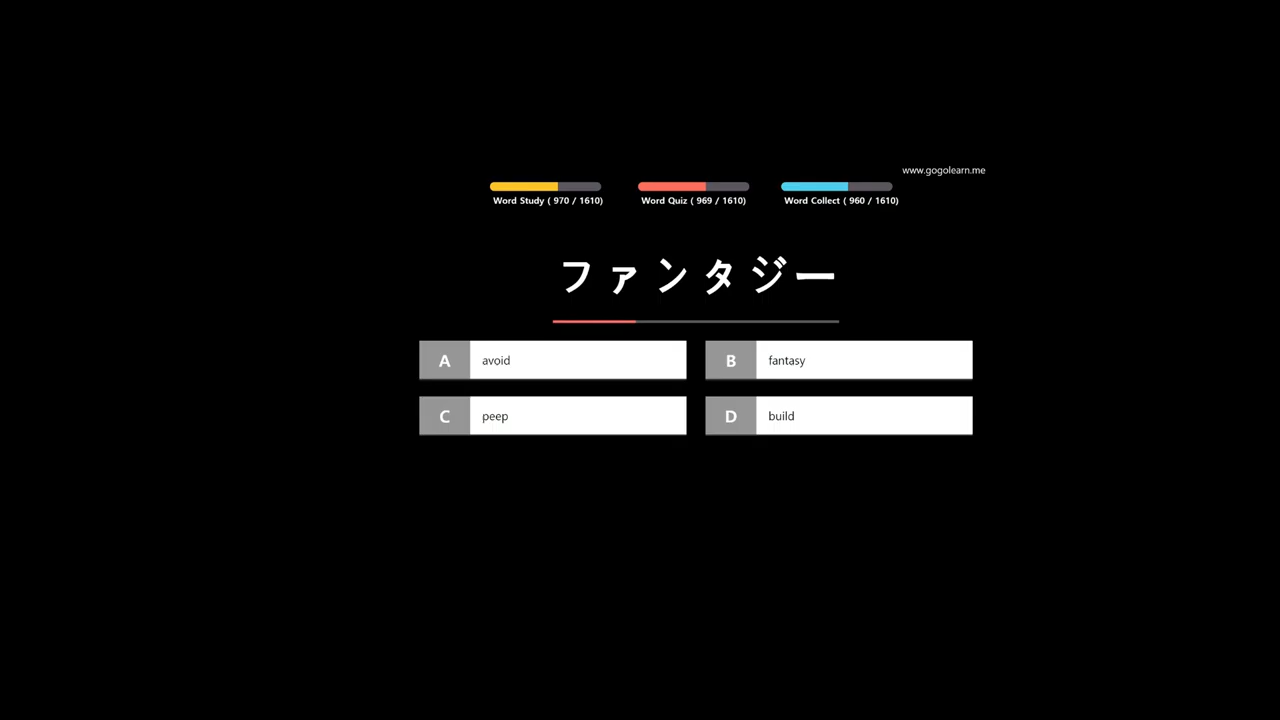 www.gogolearn.me
Word Study ( 970 / 1610)
Word Quiz ( 969 / 1610)
Word Collect ( 960 / 1610)
ファンタジー
A avoid
B fantasy
C peep
D build